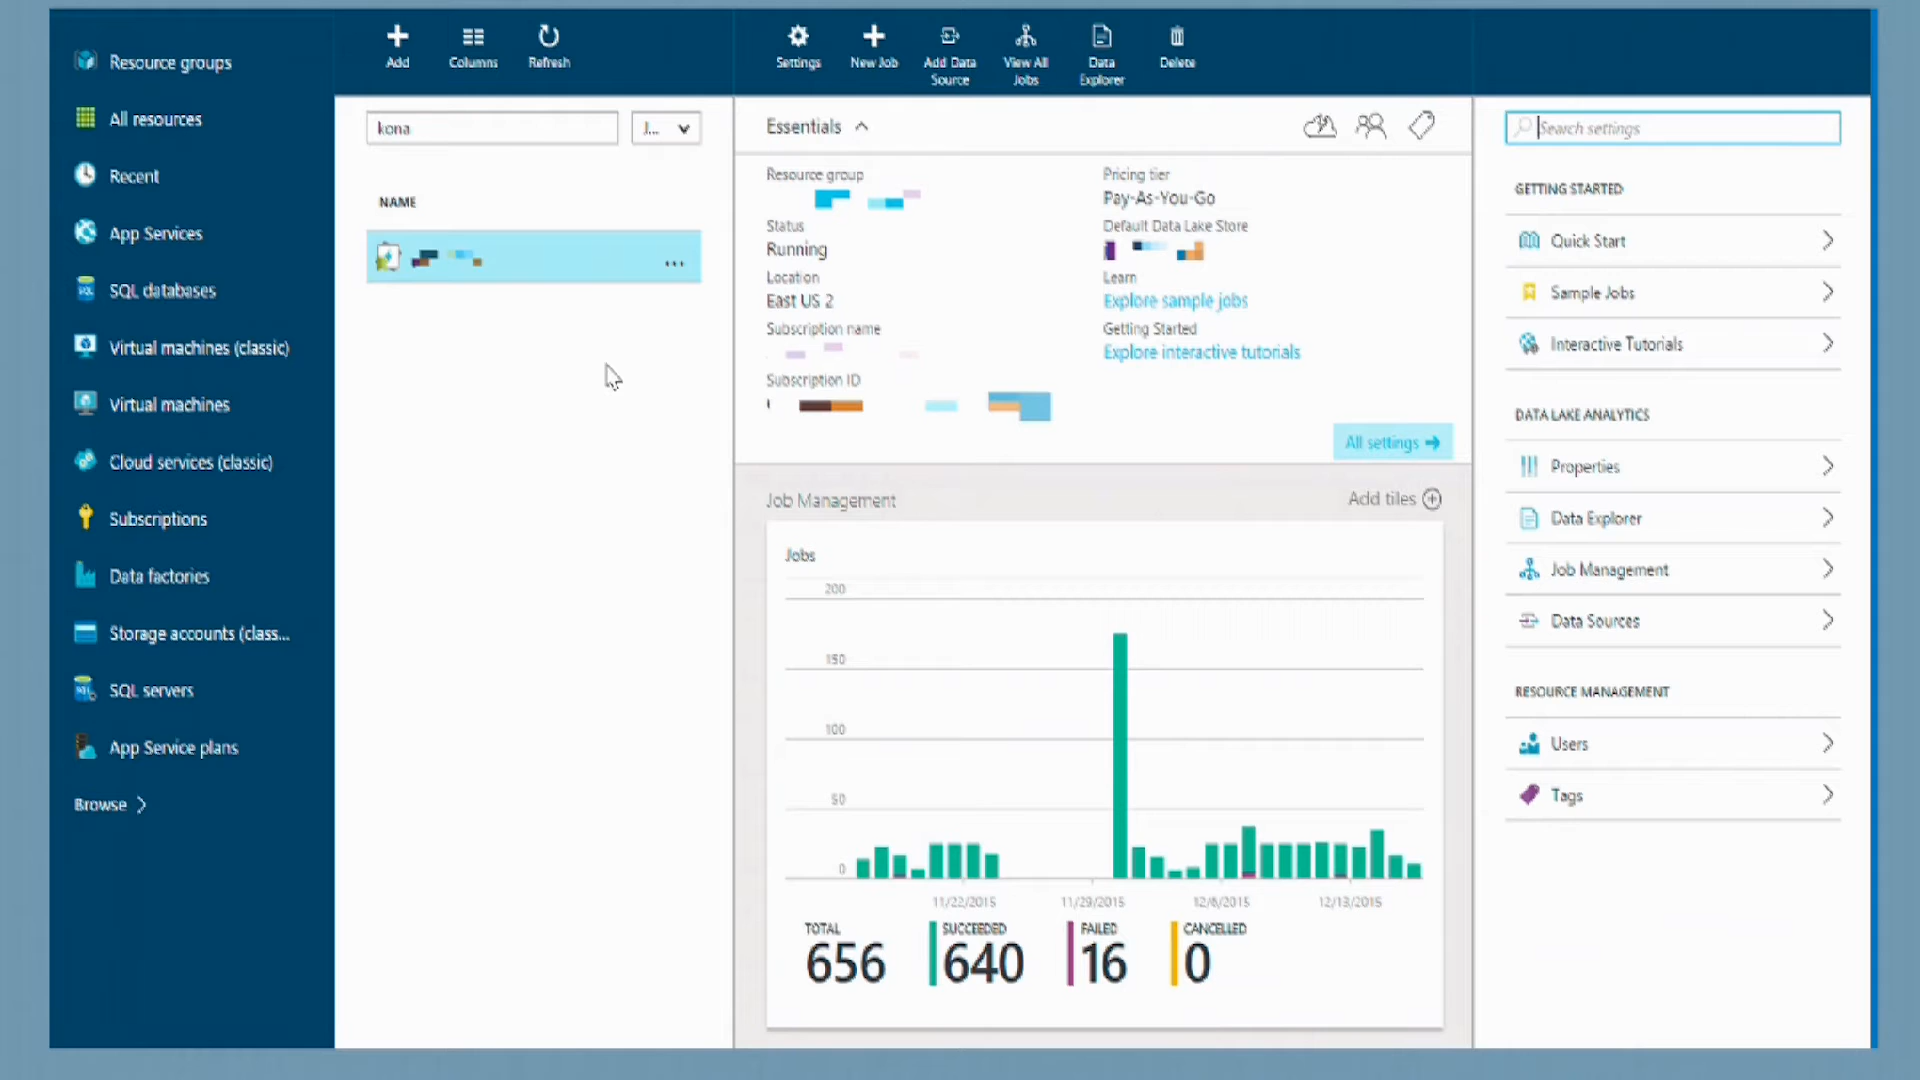 Resource groups
All resources
Recent
App Services
SQL databases
Virtual machines (classic)
Virtual machines
Cloud services (classic)
Subscriptions
Data factories
Storage accounts (class...
SQL servers
App Service plans
Browse
Add
Columns
Refresh
kona
J...
NAME
...
Settings
New Job
Add Data
Source
View All
Jobs
Data
Explorer
Delete
Essentials
Resource group
Status
Running
Location
East US 2
Subscription name
Subscription ID
Pricing tier
Pay-As-You-Go
Default Data Lake Store
Learn
Explore sample jobs
Getting Started
Explore interactive tutorials
All settings
Job Management
Add tiles
Jobs
200
150
100
50
0
11/22/2015 11/29/2015 12/6/2015 12/13/2015
TOTAL
656
SUCCEEDED
640
FAILED
16
CANCELLED
0
Search settings
GETTING STARTED
Quick Start
Sample Jobs
Interactive Tutorials
DATA LAKE ANALYTICS
Properties
Data Explorer
Job Management
Data Sources
RESOURCE MANAGEMENT
Users
Tags